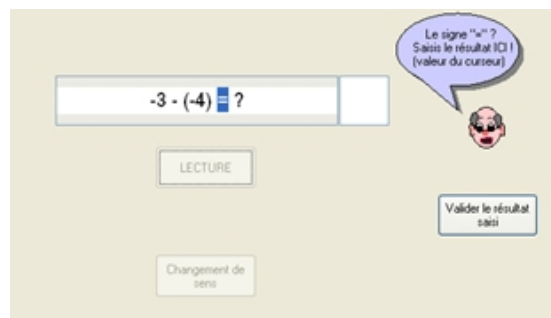 Le signe "=" ?
Saisis le résultat ICI !
(valeur du curseur)
-3 - (-4) = ?
LECTURE
Valider le résultat
saisi
Changement de
sens